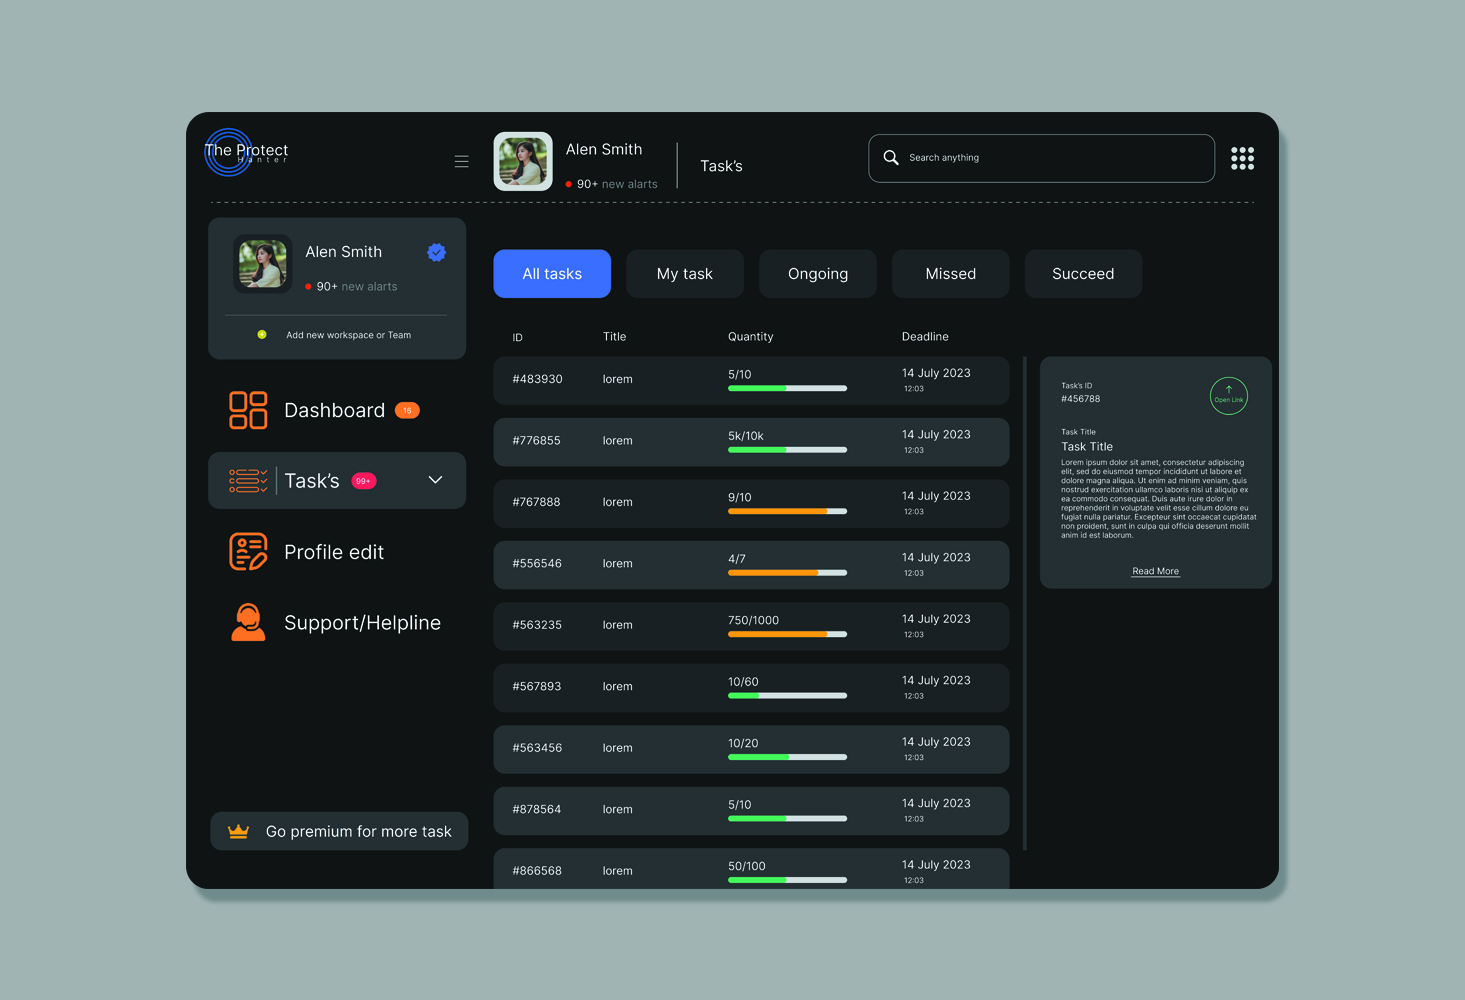 The Protect
Hanter
Alen Smith
90+ new alarts
Task's
Search anything
Alen Smith
90+ new alarts
Add new workspace or Team
Dashboard 16
Task's 99+
Profile edit
Support/Helpline
Go premium for more task
All tasks My task Ongoing Missed Succeed
ID Title Quantity Deadline
#483930 lorem 5/10 14 July 2023
12:03
#776855 lorem 5k/10k 14 July 2023
12:03
#767888 lorem 9/10 14 July 2023
12:03
#556546 lorem 4/7 14 July 2023
12:03
#563235 lorem 750/1000 14 July 2023
12:03
#567893 lorem 10/60 14 July 2023
12:03
#563456 lorem 10/20 14 July 2023
12:03
#878564 lorem 5/10 14 July 2023
12:03
#866568 lorem 50/100 14 July 2023
12:03
Task's ID
#456788
Open Link
Task Title
Task Title
Lorem ipsum dolor sit amet, consectetur adipiscing
elit, sed do eiusmod tempor incididunt ut labore et
dolore magna aliqua. Ut enim ad minim veniam, quis
nostrud exercitation ullamco laboris nisi ut aliquip ex
ea commodo consequat. Duis aute irure dolor in
reprehenderit in voluptate velit esse cillum dolore eu
fugiat nulla pariatur. Excepteur sint occaecat cupidatat
non proident, sunt in culpa qui officia deserunt mollit
anim id est laborum.
Read More